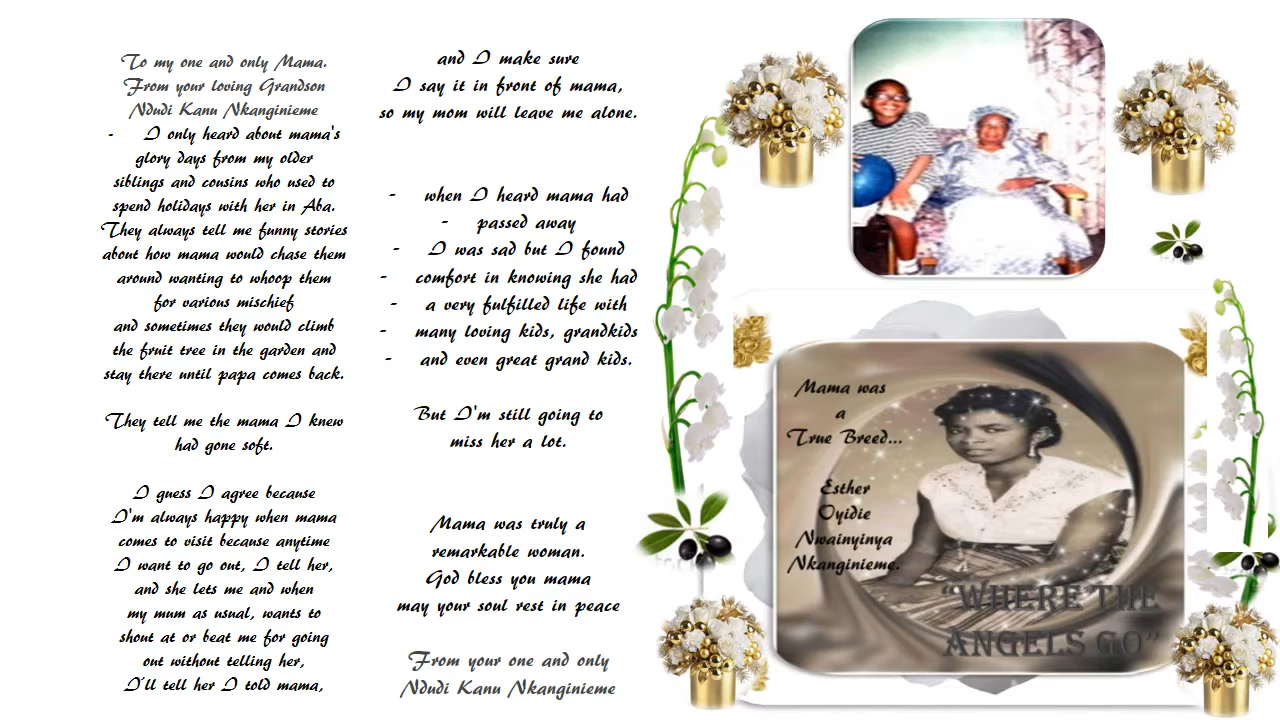 To my one and only Mama.
From your loving Grandson
Ndudi Kanu Nkanginieme
- I only heard about mama's
glory days from my older
siblings and cousins who used to
spend holidays with her in Aba.
They always tell me funny stories
about how mama would chase them
around wanting to whoop them
for various mischief
and sometimes they would climb
the fruit tree in the garden and
stay there until papa comes back.
They tell me the mama I knew
had gone soft.
I guess I agree because
I'm always happy when mama
comes to visit because anytime
I want to go out, I tell her,
and she lets me and when
my mum as usual, wants to
shout at or beat me for going
out without telling her,
I'll tell her I told mama,
and I make sure
I say it in front of mama,
so my mom will leave me alone.
- when I heard mama had
- passed away
- I was sad but I found
- comfort in knowing she had
- a very fulfilled life with
- many loving kids, grandkids
- and even great grand kids.
But I'm still going to
miss her a lot.
Mama was truly a
remarkable woman.
God bless you mama
may your soul rest in peace
From your one and only
Ndudi Kanu Nkanginieme
Mama was
a
True Breed...
Esther
Oyidie
Nwainyinya
Nkanginieme.
“WHERE THE
ANGELS GO”